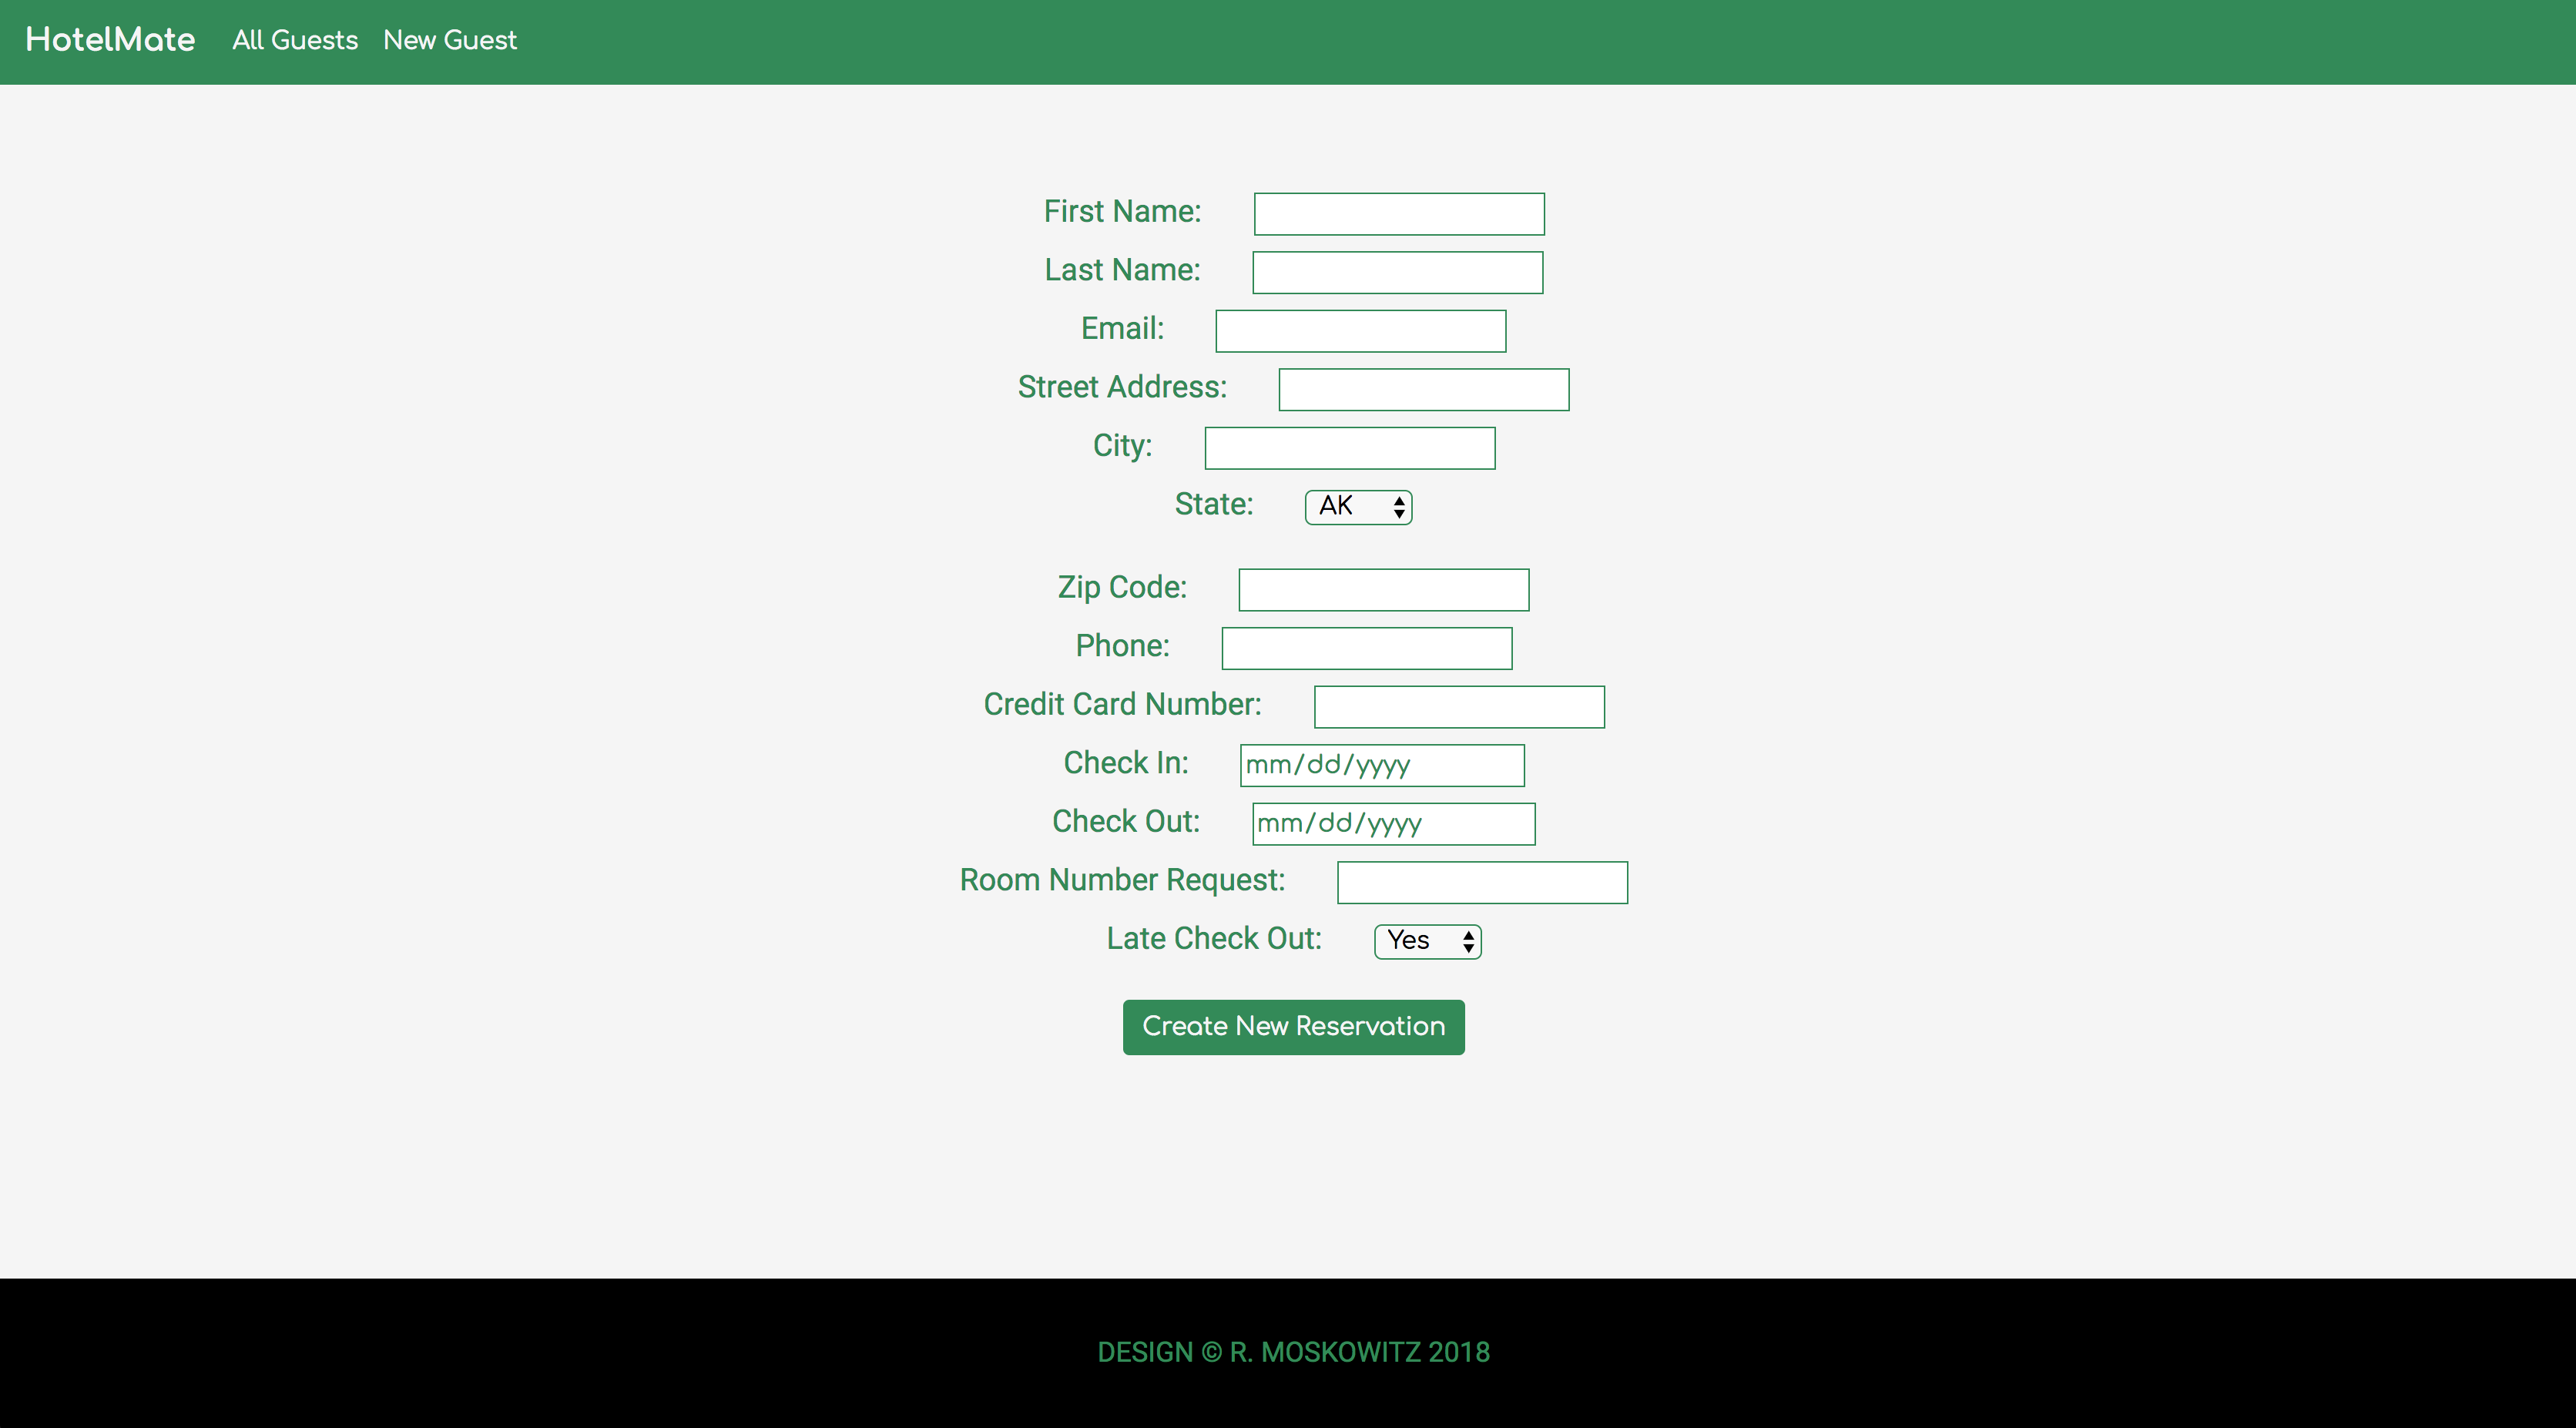 HotelMate All Guests New Guest
First Name:
Last Name:
Email:
Street Address:
City:
State: AK
Zip Code:
Phone:
Credit Card Number:
Check In: mm/dd/yyyy
Check Out: mm/dd/yyyy
Room Number Request:
Late Check Out: Yes
Create New Reservation
DESIGN © R. MOSKOWITZ 2018